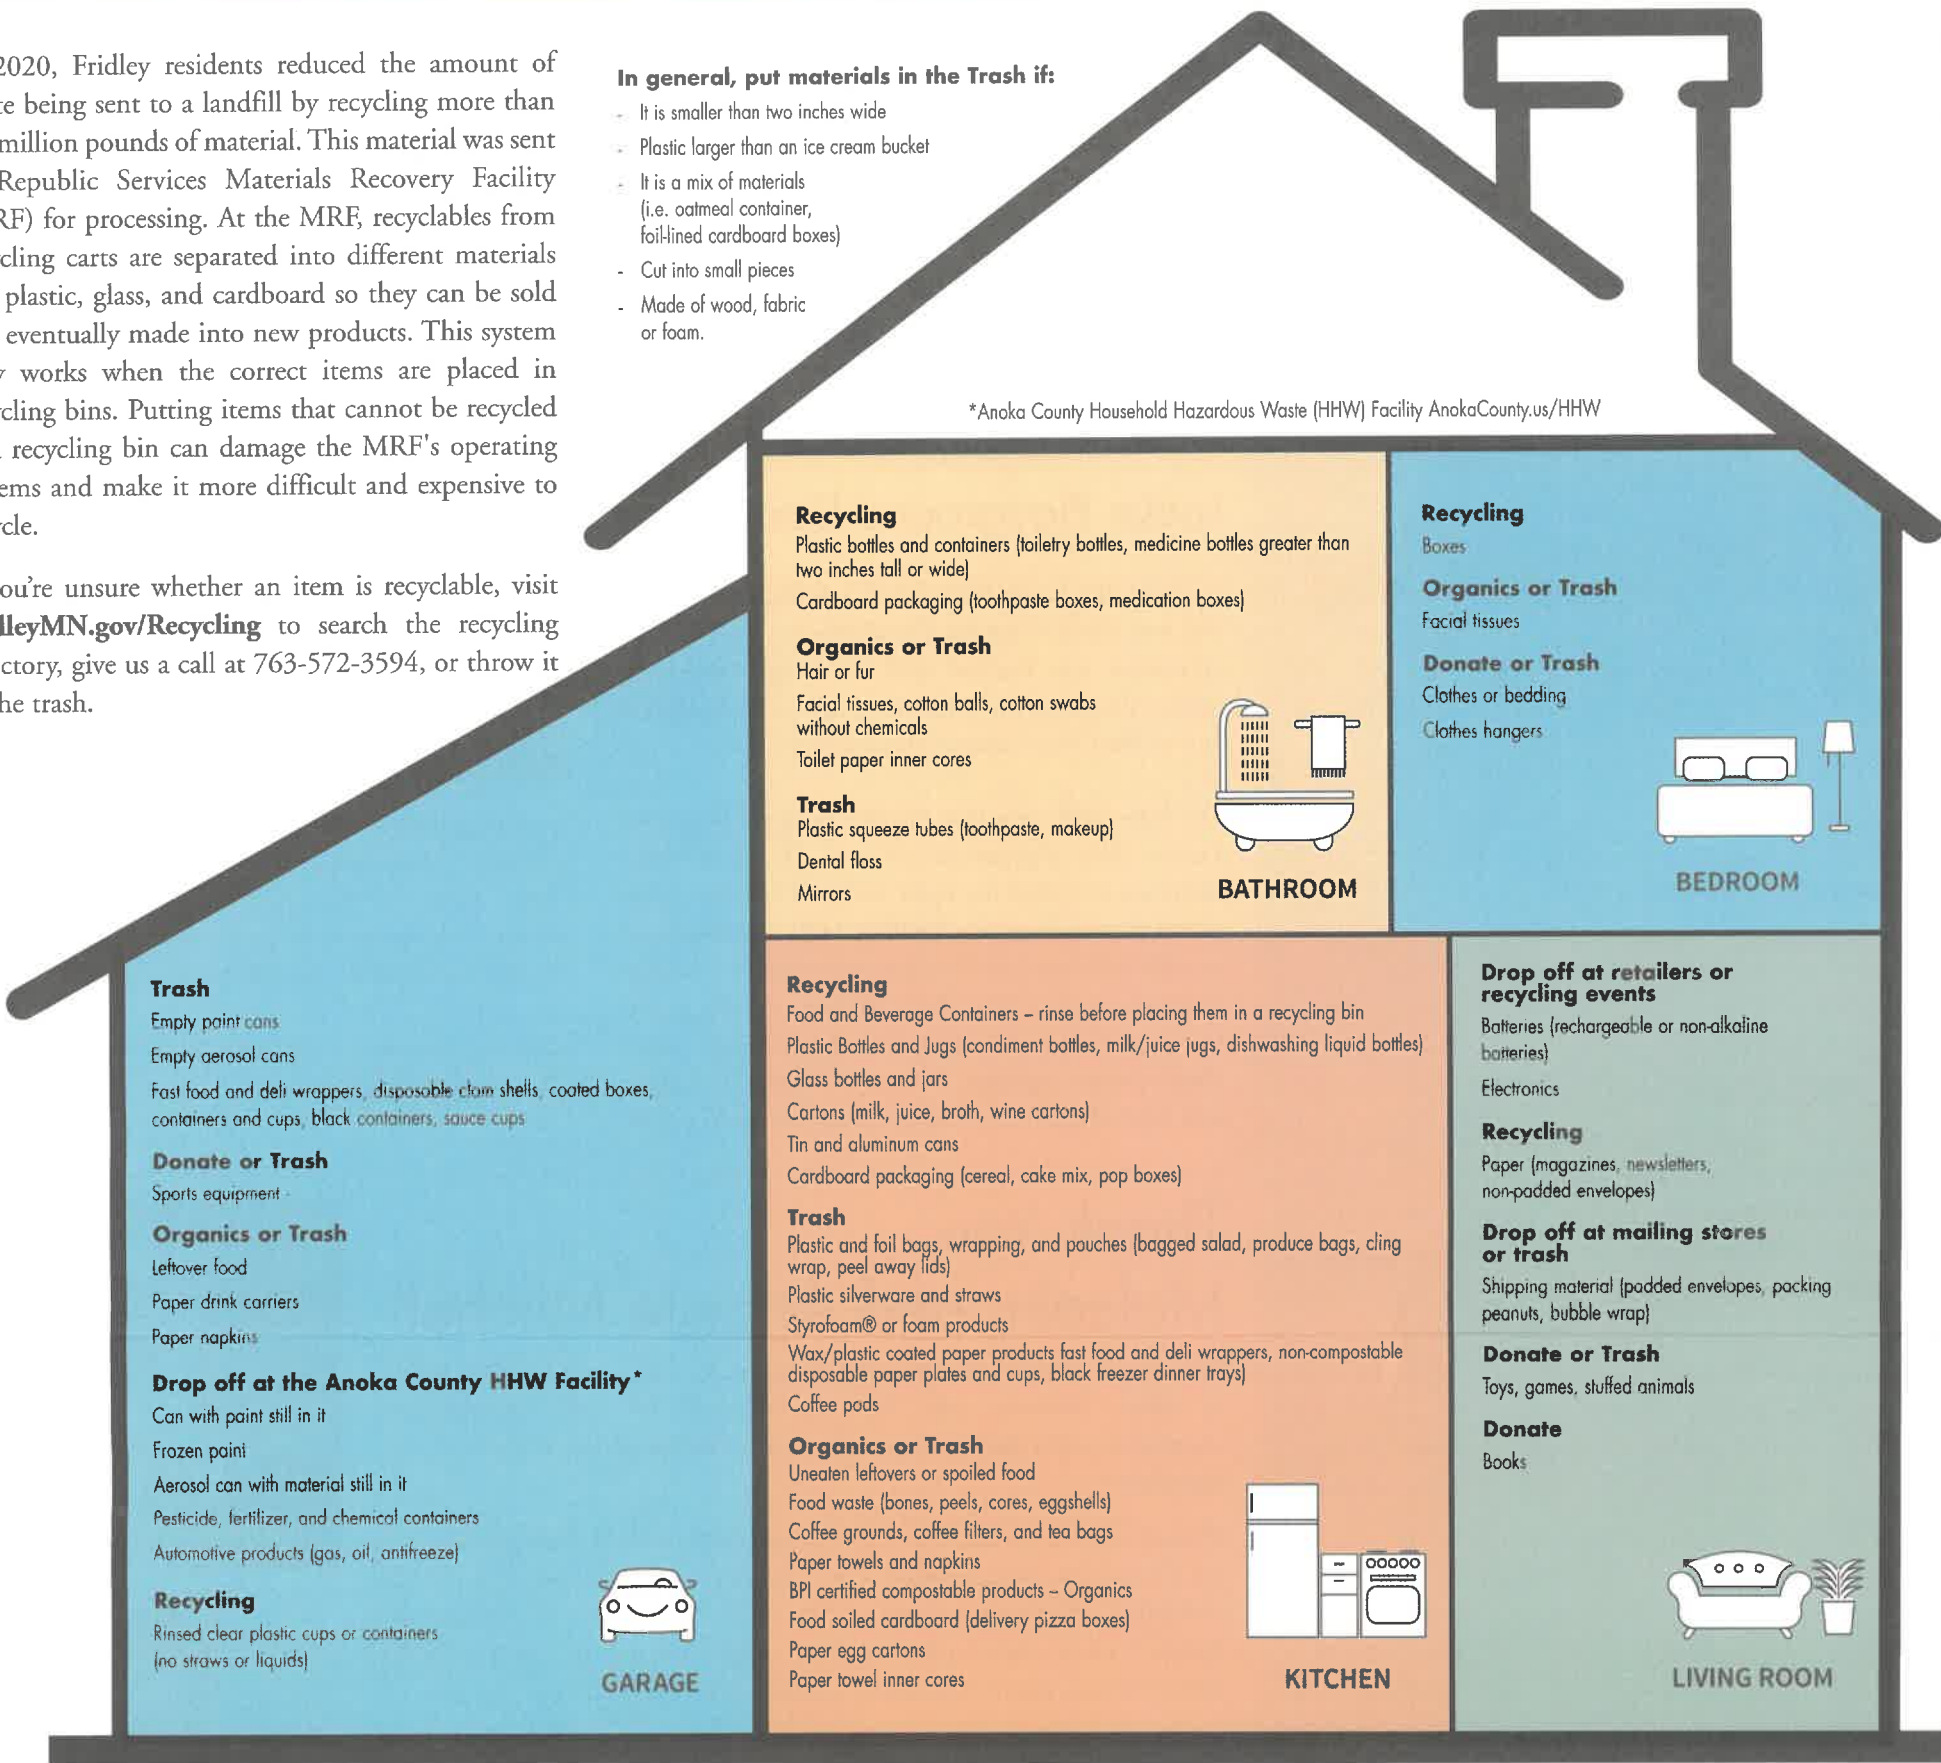 2020, Fridley residents reduced the amount of
being sent to a landfill by recycling more than
million pounds of material. This material was sent
Republic Services Materials Recovery Facility
RF) for processing. At the MRF, recyclables from
cling carts are separated into different materials
plastic, glass, and cardboard so they can be sold
eventually made into new products. This system
works when the correct items are placed in
cling bins. Putting items that cannot be recycled
recycling bin can damage the MRF's operating
ems and make it more difficult and expensive to
cle.
ou're unsure whether an item is recyclable, visit
lleyMN.gov/Recycling to search the recycling
ctory, give us a call at 763-572-3594, or throw it
he trash.
In general, put materials in the Trash if:
- It is smaller than two inches wide
- Plastic larger than an ice cream bucket
- It is a mix of materials
(i.e. oatmeal container,
foil-lined cardboard boxes)
- Cut into small pieces
- Made of wood, fabric
or foam.
*Anoka County Household Hazardous Waste (HHW) Facility AnokaCounty.us/HHW
Recycling
Plastic bottles and containers (toiletry bottles, medicine bottles greater than
two inches tall or wide)
Cardboard packaging (toothpaste boxes, medication boxes)
Organics or Trash
Hair or fur
Facial tissues, cotton balls, cotton swabs
without chemicals
Toilet paper inner cores
Trash
Plastic squeeze tubes (toothpaste, makeup)
Dental floss
Mirrors
BATHROOM
Recycling
Boxes
Organics or Trash
Facial tissues
Donate or Trash
Clothes or bedding
Clothes hangers
BEDROOM
Trash
Empty paint cans
Empty aerosol cans
Fast food and deli wrappers, disposable clam shells, coated boxes,
containers and cups, black containers, sauce cups
Donate or Trash
Sports equipment
Organics or Trash
Leftover food
Paper drink carriers
Paper napkins
Drop off at the Anoka County HHW Facility*
Can with paint still in it
Frozen paint
Aerosol can with material still in it
Pesticide, fertilizer, and chemical containers
Automotive products (gas, oil, antifreeze)
Recycling
Rinsed clear plastic cups or containers
(no straws or liquids)
GARAGE
Recycling
Food and Beverage Containers – rinse before placing them in a recycling bin
Plastic Bottles and Jugs (condiment bottles, milk/juice jugs, dishwashing liquid bottles)
Glass bottles and jars
Cartons (milk, juice, broth, wine cartons)
Tin and aluminum cans
Cardboard packaging (cereal, cake mix, pop boxes)
Trash
Plastic and foil bags, wrapping, and pouches (bagged salad, produce bags, cling
wrap, peel away lids)
Plastic silverware and straws
Styrofoam® or foam products
Wax/plastic coated paper products fast food and deli wrappers, non-compostable
disposable paper plates and cups, black freezer dinner trays)
Coffee pods
Organics or Trash
Uneaten leftovers or spoiled food
Food waste (bones, peels, cores, eggshells)
Coffee grounds, coffee filters, and tea bags
Paper towels and napkins
BPI certified compostable products – Organics
Food soiled cardboard (delivery pizza boxes)
Paper egg cartons
Paper towel inner cores
KITCHEN
Drop off at retailers or
recycling events
Batteries (rechargeable or non-alkaline
batteries)
Electronics
Recycling
Paper (magazines, newsletters,
non-padded envelopes)
Drop off at mailing stores
or trash
Shipping material (padded envelopes, packing
peanuts, bubble wrap)
Donate or Trash
Toys, games, stuffed animals
Donate
Books
LIVING ROOM